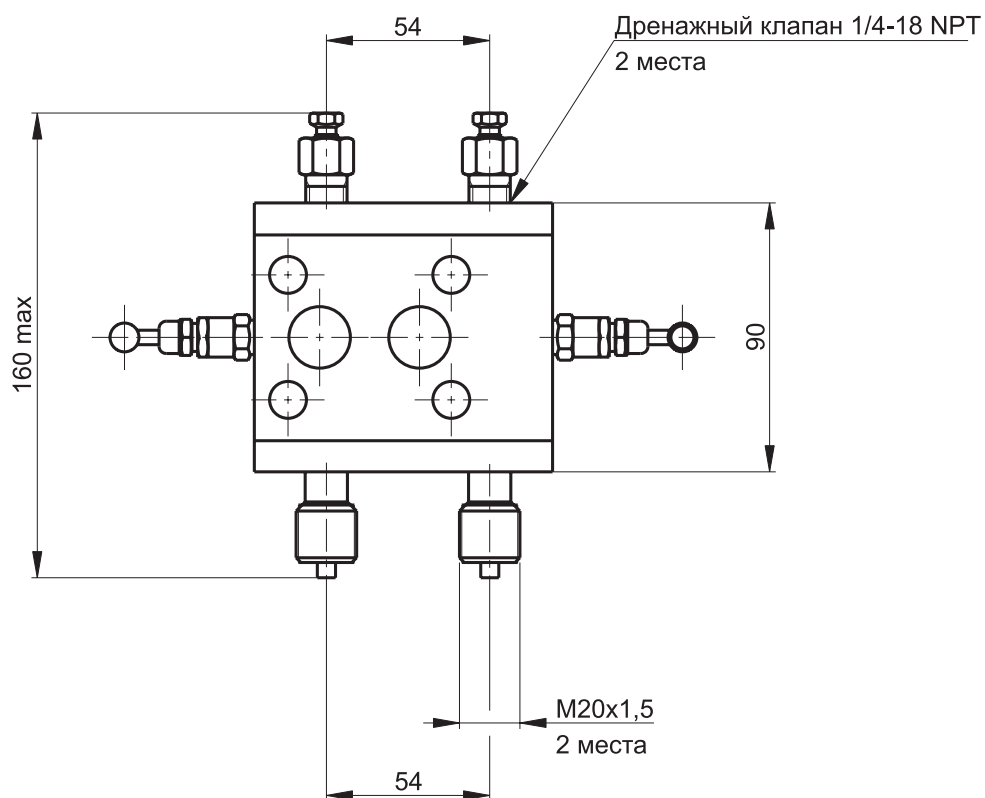 54
Дренажный клапан 1/4-18 NPT
2 места
160 max
90
M20x1,5
2 места
54